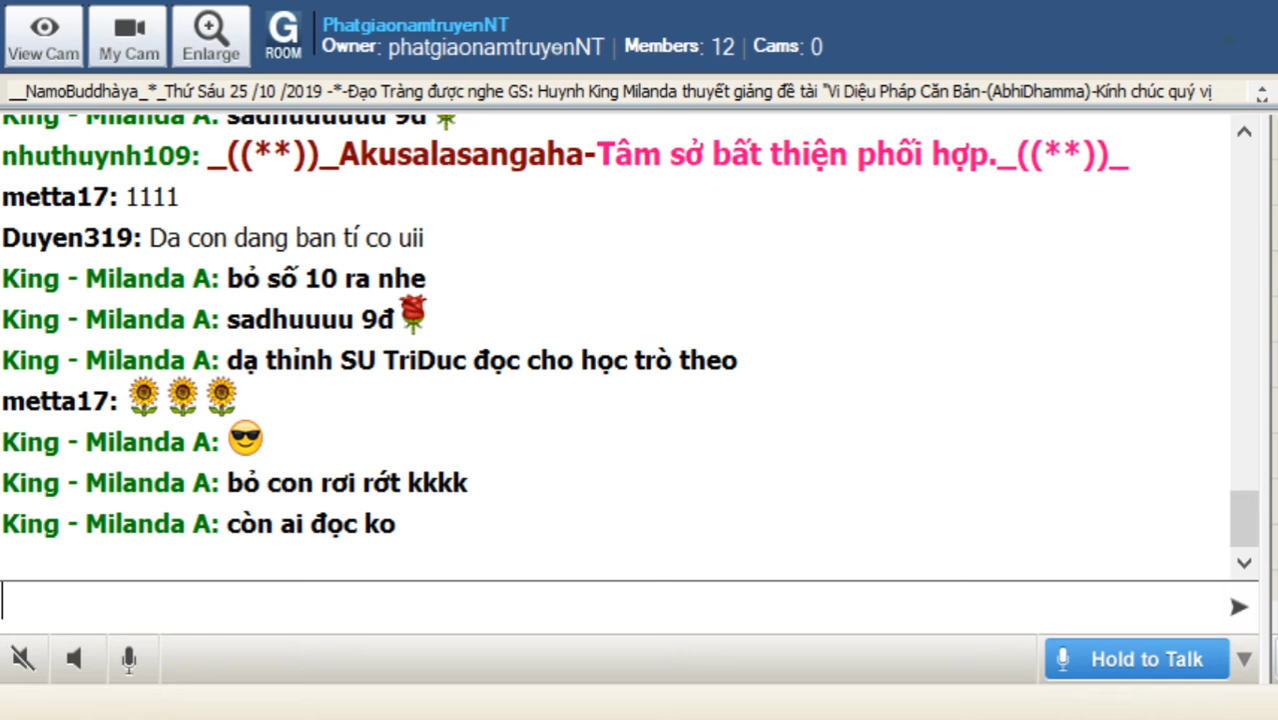 View Cam
My Cam
Enlarge
G
ROOM
PhatgiaonamtruyenNT
Owner: phatgiaonamtruyenNT | Members: 12 | Cams: 0
__NamoBuddhàya_*_Thứ Sáu 25 /10 /2019 -*-Đạo Tràng được nghe GS: Huynh King Milanda thuyết giảng đề tài "Vi Diệu Pháp Căn Bản-(AbhiDhamma)-Kính chúc quý vị
King - Milanda A: sadhuuuuuu 9đ
nhuthuynh109: _((**))_Akusalasangaha-Tâm sở bất thiện phối hợp._((**))_
metta17: 1111
Duyen319: Da con dang ban tí co uii
King - Milanda A: bỏ số 10 ra nhe
King - Milanda A: sadhuuuu 9đ
King - Milanda A: dạ thỉnh SU TriDuc đọc cho học trò theo
metta17:
King - Milanda A:
King - Milanda A: bỏ con rơi rớt kkkk
King - Milanda A: còn ai đọc ko
Hold to Talk